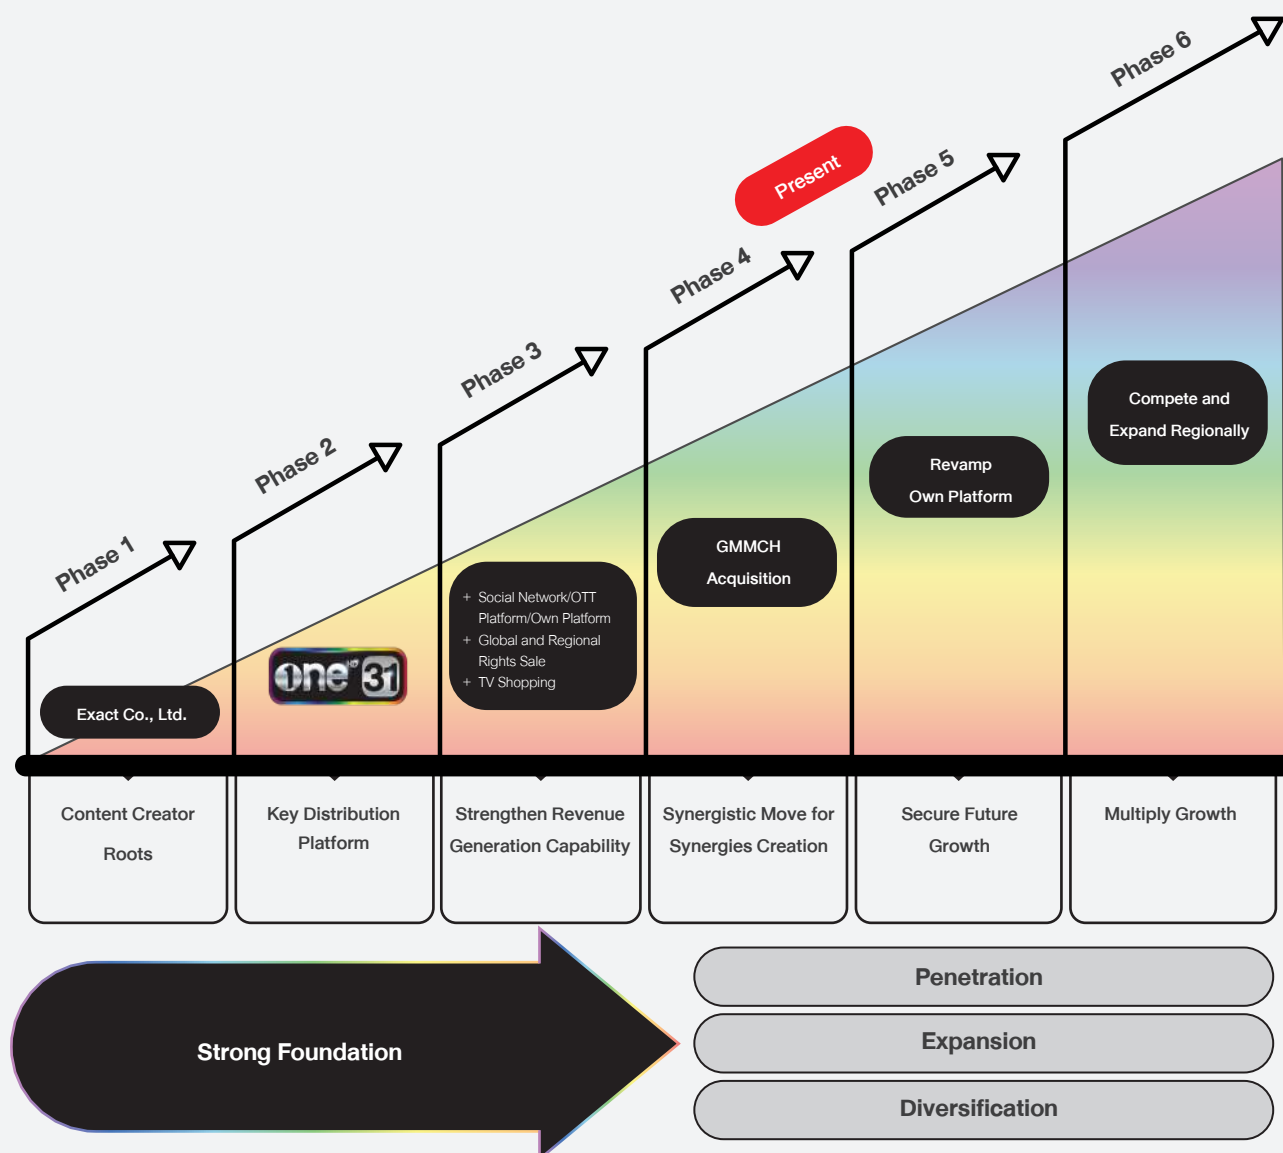 Phase 1
Phase 2
Phase 3
Phase 4
Present
Phase 5
Phase 6
Exact Co., Ltd.
one HD 31
+ Social Network/OTT
Platform/Own Platform
+ Global and Regional
Rights Sale
+ TV Shopping
GMMCH
Acquisition
Revamp
Own Platform
Compete and
Expand Regionally
Content Creator
Roots
Key Distribution
Platform
Strengthen Revenue
Generation Capability
Synergistic Move for
Synergies Creation
Secure Future
Growth
Multiply Growth
Strong Foundation
Penetration
Expansion
Diversification